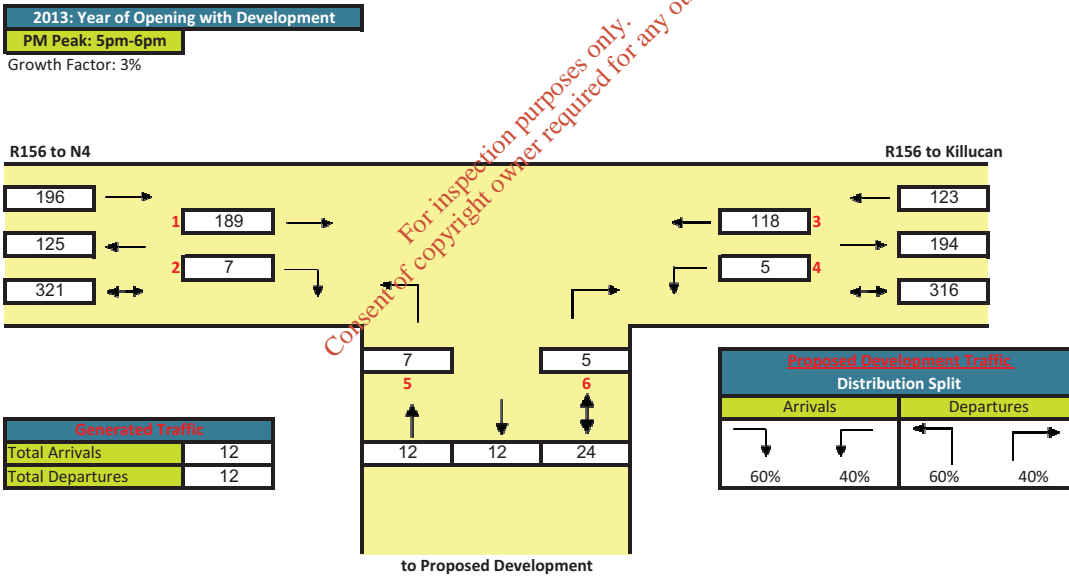 2013: Year of Opening with Development
PM Peak: 5pm-6pm
Growth Factor: 3%
For inspection purposes only.
Consent of copyright owner required for any
R156 to N4
R156 to Killucan
196
123
1
189
118
3
125
194
2
7
5
4
321
316
7
5
5
6
Proposed Development Traffic
Distribution Split
Arrivals
Departures
60%
40%
60%
40%
Generated Traffic
Total Arrivals
12
Total Departures
12
12
12
24
to Proposed Development